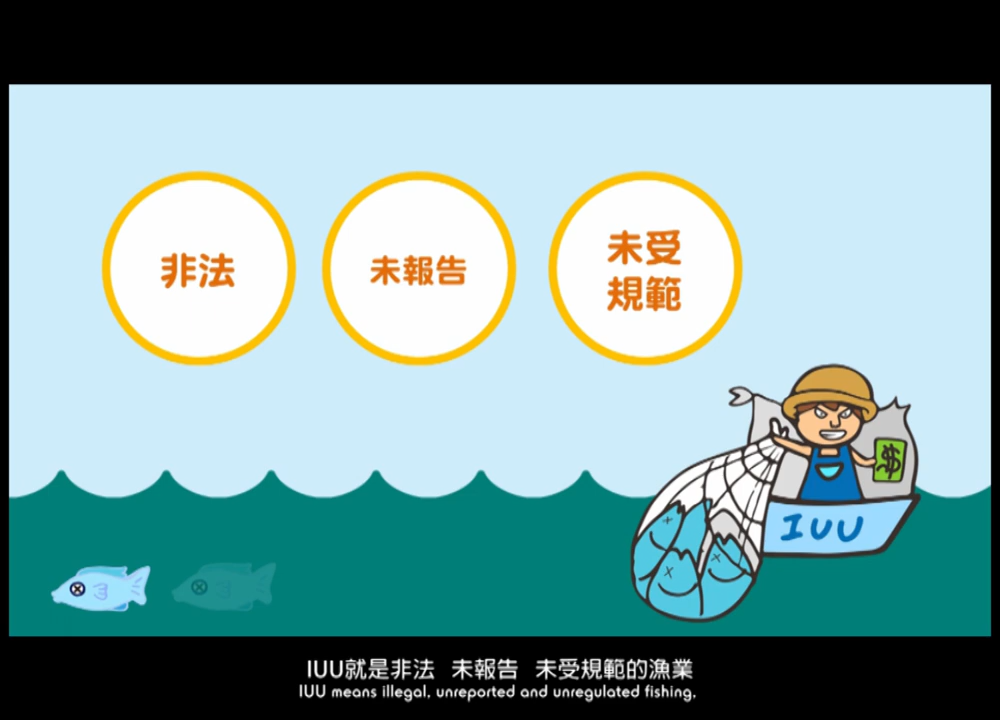 非法
未報告
未受
規範
$
IUU
IUU就是非法 未報告 未受規範的漁業
IUU means illegal, unreported and unregulated fishing.